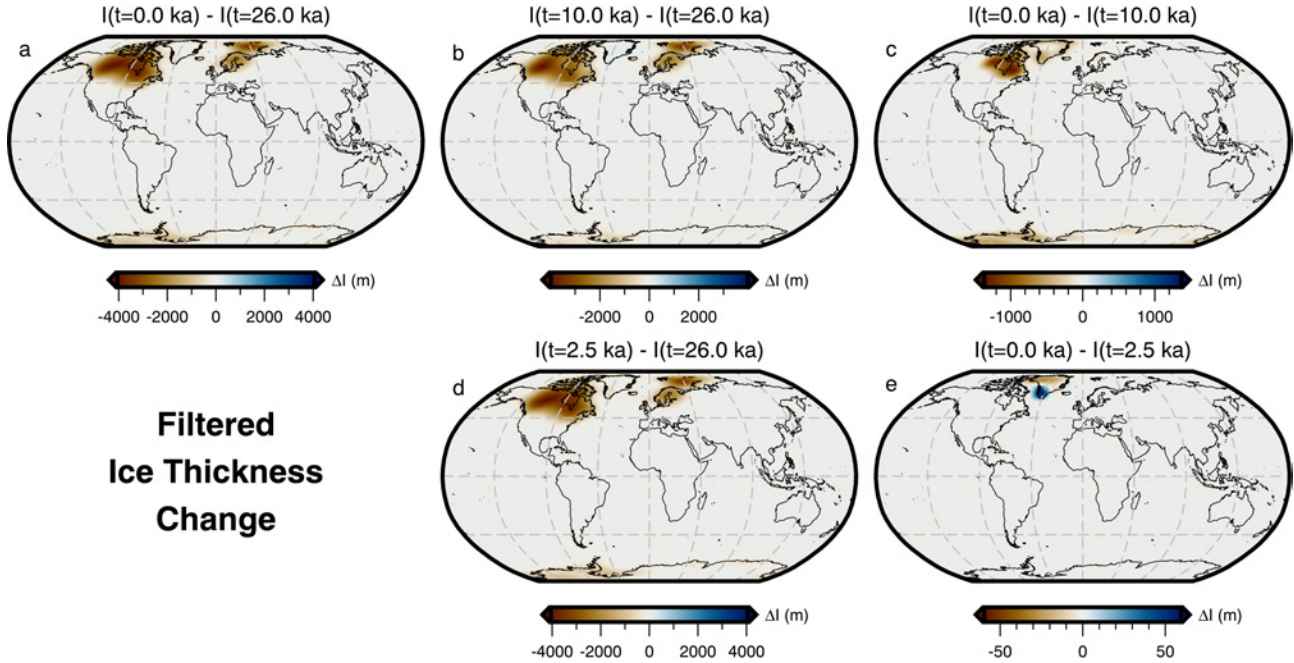 I(t=0.0 ka) - I(t=26.0 ka)
I(t=10.0 ka) - I(t=26.0 ka)
I(t=0.0 ka) - I(t=10.0 ka)
a
b
c
ΔI (m)
-4000 -2000 0 2000 4000
ΔI (m)
-2000 0 2000
ΔI (m)
-1000 0 1000
I(t=2.5 ka) - I(t=26.0 ka)
I(t=0.0 ka) - I(t=2.5 ka)
d
e
Filtered
Ice Thickness
Change
ΔI (m)
-4000 -2000 0 2000 4000
ΔI (m)
-50 0 50